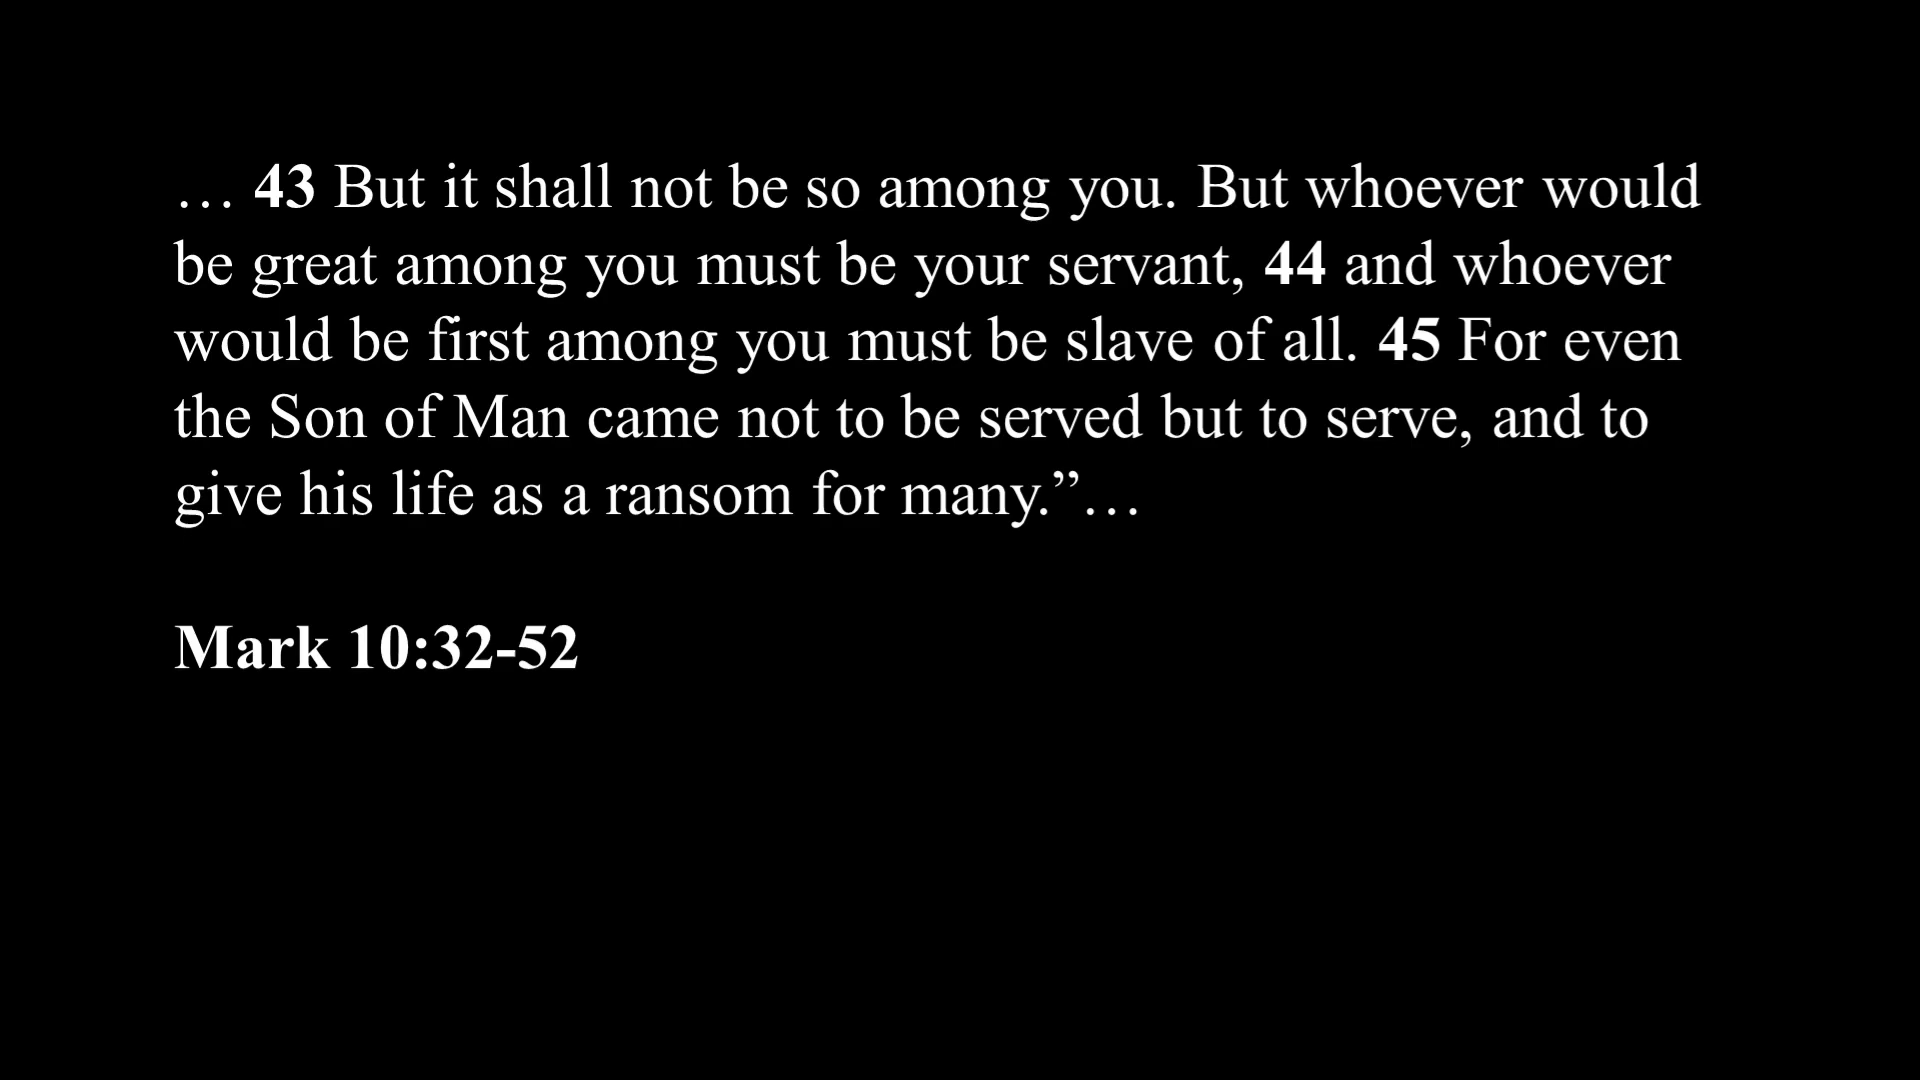 … 43 But it shall not be so among you. But whoever would
be great among you must be your servant, 44 and whoever
would be first among you must be slave of all. 45 For even
the Son of Man came not to be served but to serve, and to
give his life as a ransom for many.”…
Mark 10:32-52